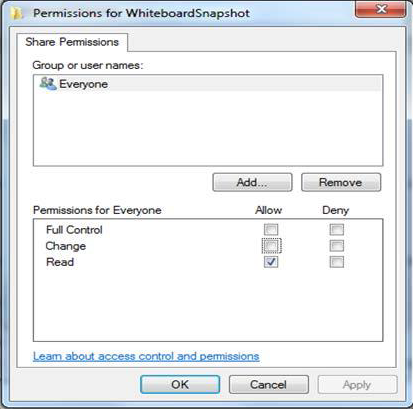 Permissions for WhiteboardSnapshot
Share Permissions
Group or user names:
Everyone
Add... Remove
Permissions for Everyone Allow Deny
Full Control
Change
Read
Learn about access control and permissions
OK Cancel Apply